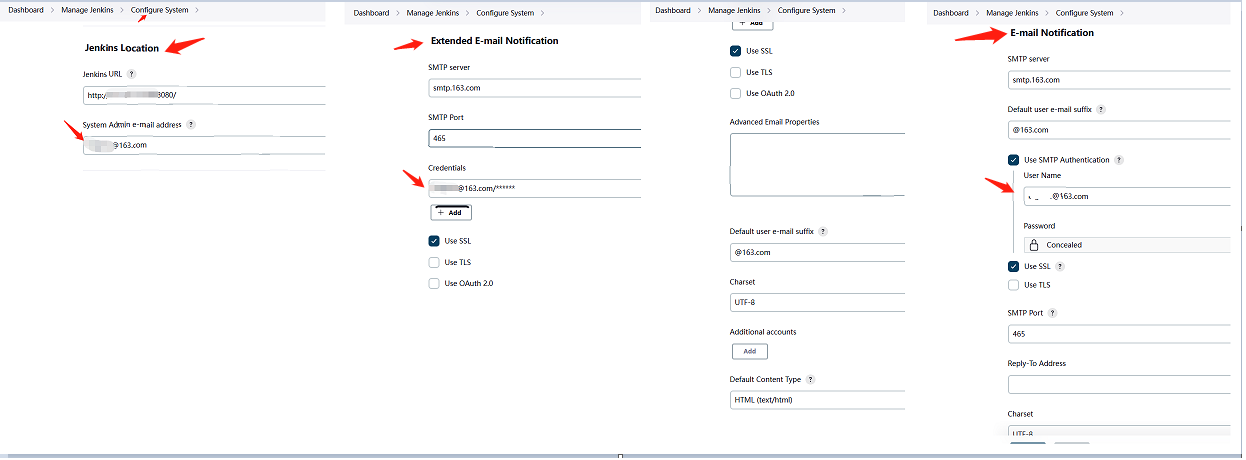 Dashboard > Manage Jenkins > Configure System >
Jenkins Location
Jenkins URL ?
http:// 8080/
System Admin e-mail address ?
@163.com
Dashboard > Manage Jenkins > Configure System >
Extended E-mail Notification
SMTP server
smtp.163.com
SMTP Port
465
Credentials
@163.com/******
+ Add
Use SSL
Use TLS
Use OAuth 2.0
Dashboard > Manage Jenkins > Configure System >
+ Add
Use SSL
Use TLS
Use OAuth 2.0
Advanced Email Properties
Default user e-mail suffix ?
@163.com
Charset
UTF-8
Additional accounts
Add
Default Content Type ?
HTML (text/html)
Dashboard > Manage Jenkins > Configure System >
E-mail Notification
SMTP server
smtp.163.com
Default user e-mail suffix ?
@163.com
Use SMTP Authentication ?
User Name
.@163.com
Password
Concealed
Use SSL ?
Use TLS
SMTP Port ?
465
Reply-To Address
Charset
UTF-8